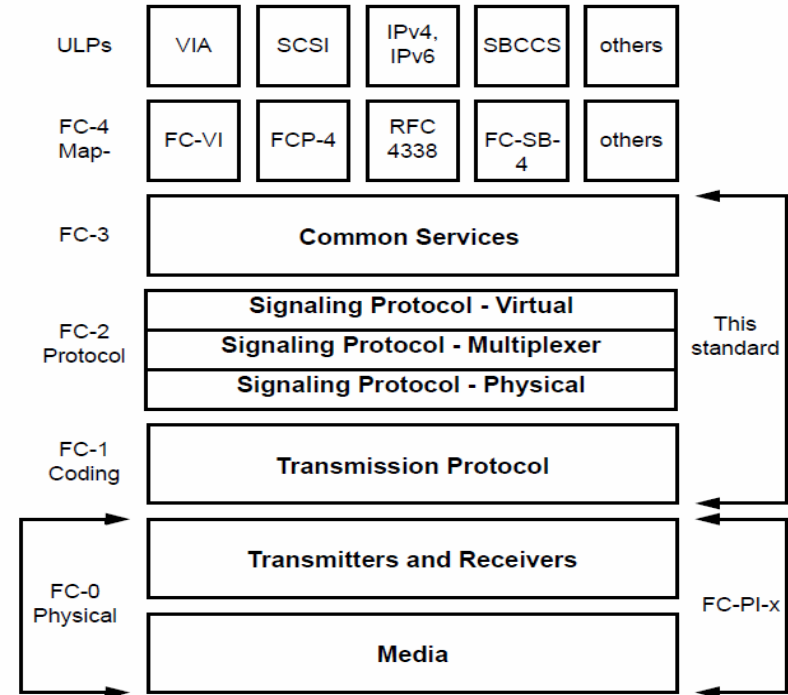 ULPs
VIA
SCSI
IPv4,
IPv6
SBCCS
others
FC-4
Map-
FC-VI
FCP-4
RFC
4338
FC-SB-
4
others
FC-3
Common Services
FC-2
Protocol
Signaling Protocol - Virtual
Signaling Protocol - Multiplexer
Signaling Protocol - Physical
This
standard
FC-1
Coding
Transmission Protocol
FC-0
Physical
Transmitters and Receivers
Media
FC-PI-x